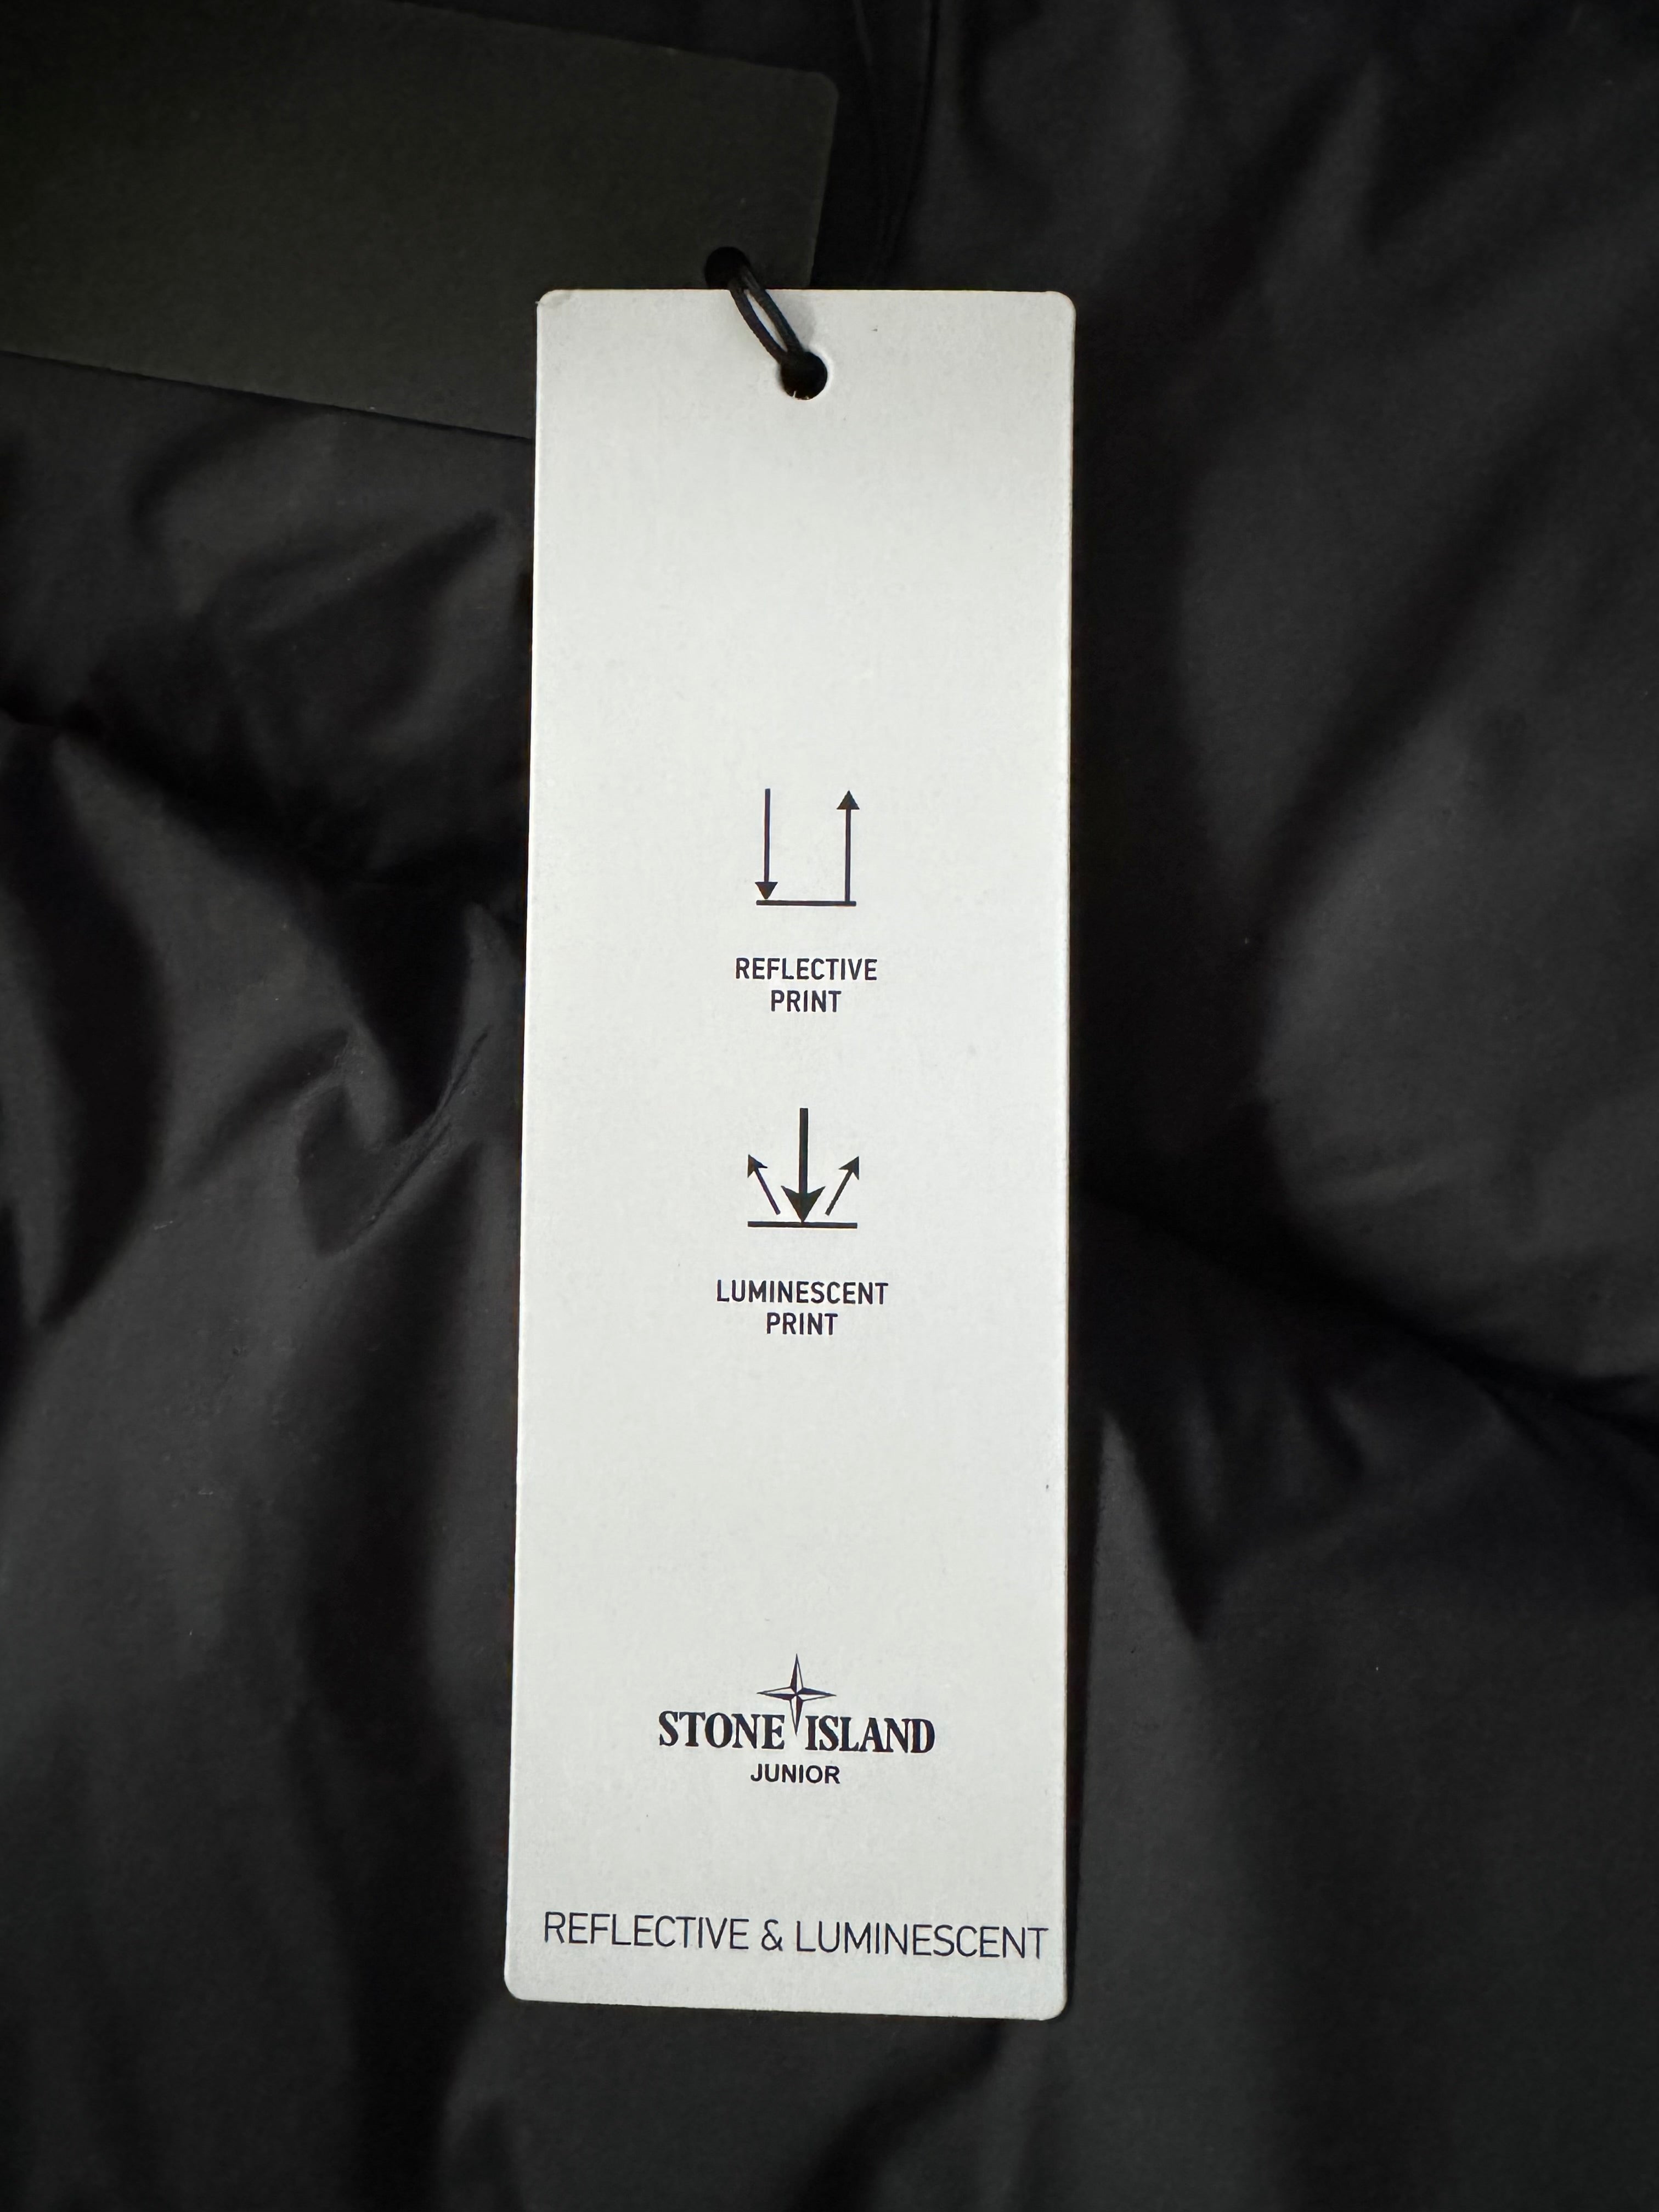 REFLECTIVE
PRINT
LUMINESCENT
PRINT
STONE ISLAND
JUNIOR
REFLECTIVE & LUMINESCENT